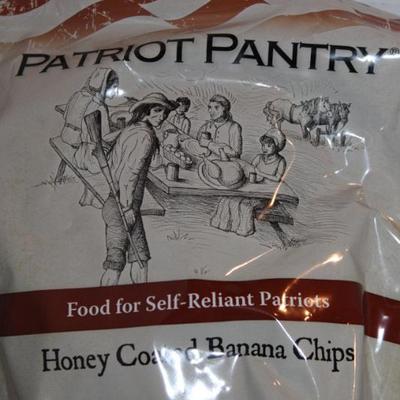 PATRIOT PANTRY®
Food for Self-Reliant Patriots
Honey Coated Banana Chips